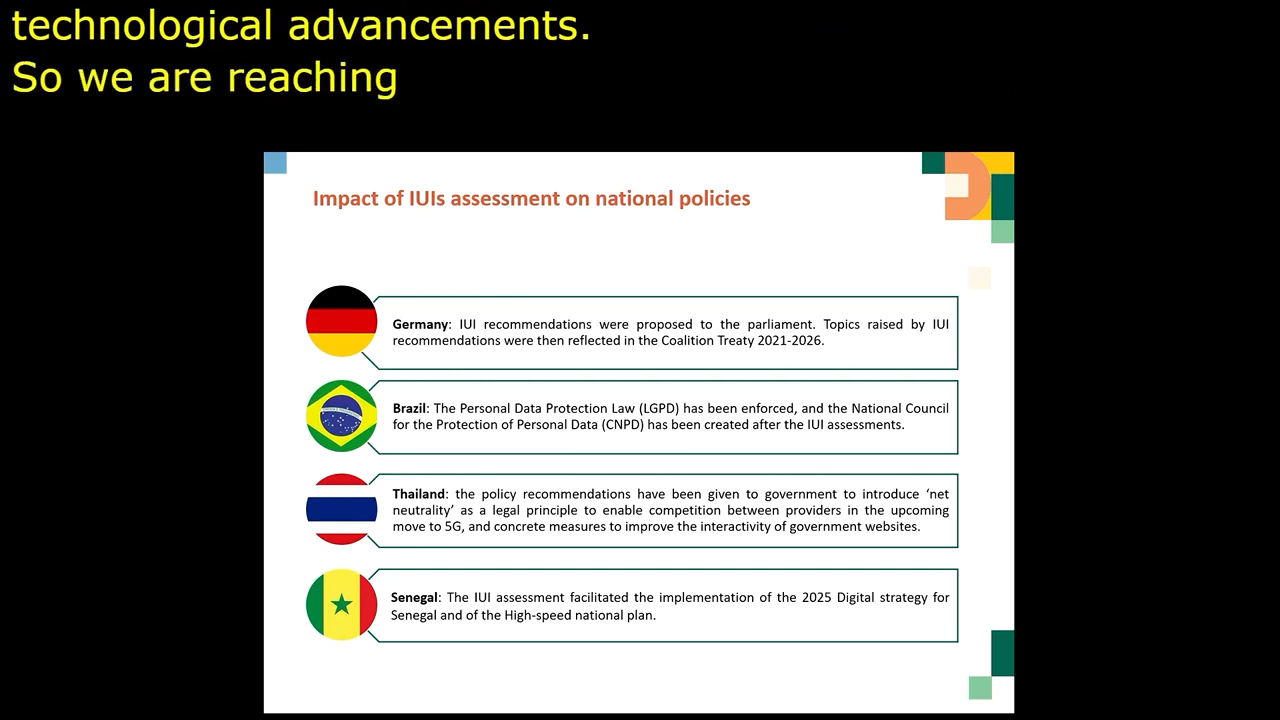 technological advancements.
So we are reaching
Impact of IUIs assessment on national policies
Germany: IUI recommendations were proposed to the parliament. Topics raised by IUI
recommendations were then reflected in the Coalition Treaty 2021-2026.
Brazil: The Personal Data Protection Law (LGPD) has been enforced, and the National Council
for the Protection of Personal Data (CNPD) has been created after the IUI assessments.
Thailand: the policy recommendations have been given to government to introduce ‘net
neutrality’ as a legal principle to enable competition between providers in the upcoming
move to 5G, and concrete measures to improve the interactivity of government websites.
Senegal: The IUI assessment facilitated the implementation of the 2025 Digital strategy for
Senegal and of the High-speed national plan.